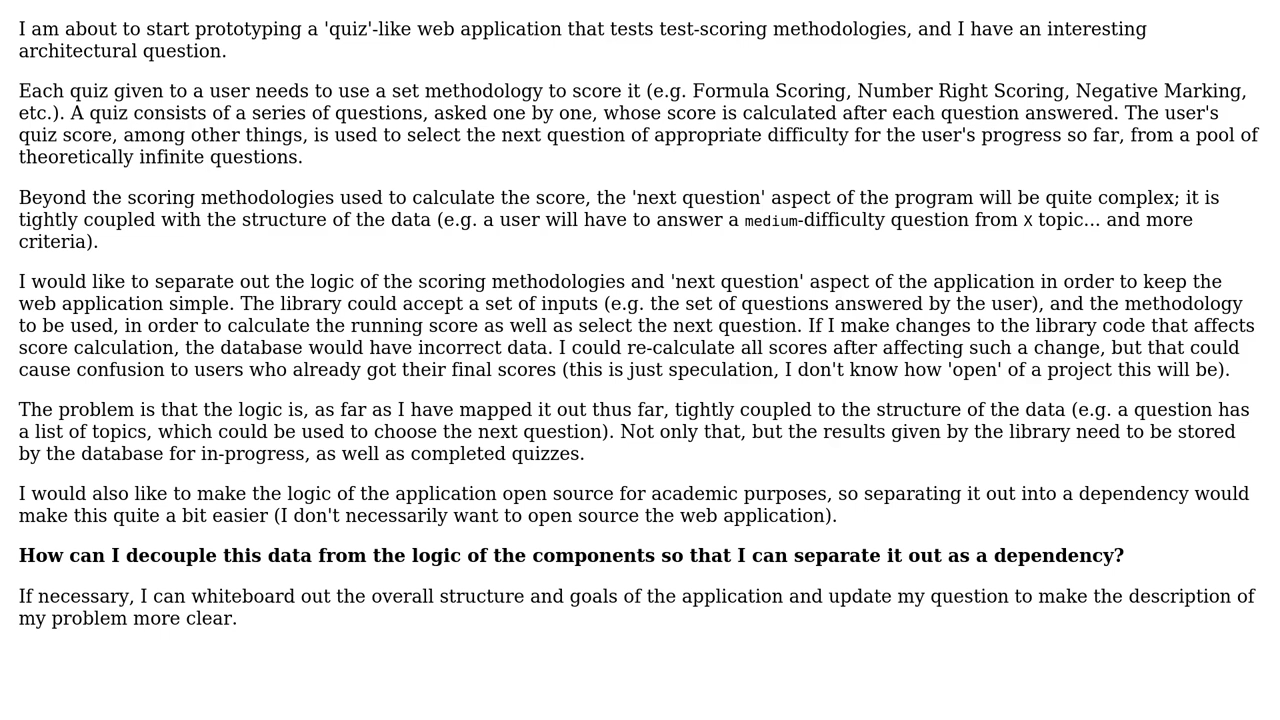 I am about to start prototyping a 'quiz'-like web application that tests test-scoring methodologies, and I have an interesting
architectural question.
Each quiz given to a user needs to use a set methodology to score it (e.g. Formula Scoring, Number Right Scoring, Negative Marking,
etc.). A quiz consists of a series of questions, asked one by one, whose score is calculated after each question answered. The user's
quiz score, among other things, is used to select the next question of appropriate difficulty for the user's progress so far, from a pool of
theoretically infinite questions.
Beyond the scoring methodologies used to calculate the score, the 'next question' aspect of the program will be quite complex; it is
tightly coupled with the structure of the data (e.g. a user will have to answer a medium-difficulty question from X topic... and more
criteria).
I would like to separate out the logic of the scoring methodologies and 'next question' aspect of the application in order to keep the
web application simple. The library could accept a set of inputs (e.g. the set of questions answered by the user), and the methodology
to be used, in order to calculate the running score as well as select the next question. If I make changes to the library code that affects
score calculation, the database would have incorrect data. I could re-calculate all scores after affecting such a change, but that could
cause confusion to users who already got their final scores (this is just speculation, I don't know how 'open' of a project this will be).
The problem is that the logic is, as far as I have mapped it out thus far, tightly coupled to the structure of the data (e.g. a question has
a list of topics, which could be used to choose the next question). Not only that, but the results given by the library need to be stored
by the database for in-progress, as well as completed quizzes.
I would also like to make the logic of the application open source for academic purposes, so separating it out into a dependency would
make this quite a bit easier (I don't necessarily want to open source the web application).
How can I decouple this data from the logic of the components so that I can separate it out as a dependency?
If necessary, I can whiteboard out the overall structure and goals of the application and update my question to make the description of
my problem more clear.